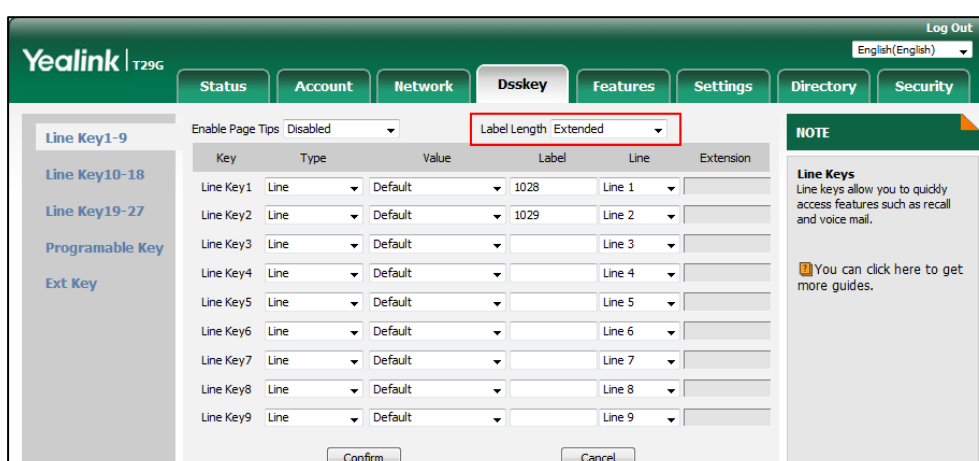 Log Out
Yealink T29G
English(English)
Status Account Network Dsskey Features Settings Directory Security
Line Key1-9
Line Key10-18
Line Key19-27
Programable Key
Ext Key
Enable Page Tips Disabled Label Length Extended
Key Type Value Label Line Extension
Line Key1 Line Default 1028 Line 1
Line Key2 Line Default 1029 Line 2
Line Key3 Line Default Line 3
Line Key4 Line Default Line 4
Line Key5 Line Default Line 5
Line Key6 Line Default Line 6
Line Key7 Line Default Line 7
Line Key8 Line Default Line 8
Line Key9 Line Default Line 9
Confirm Cancel
NOTE
Line Keys
Line keys allow you to quickly
access features such as recall
and voice mail.
You can click here to get
more guides.